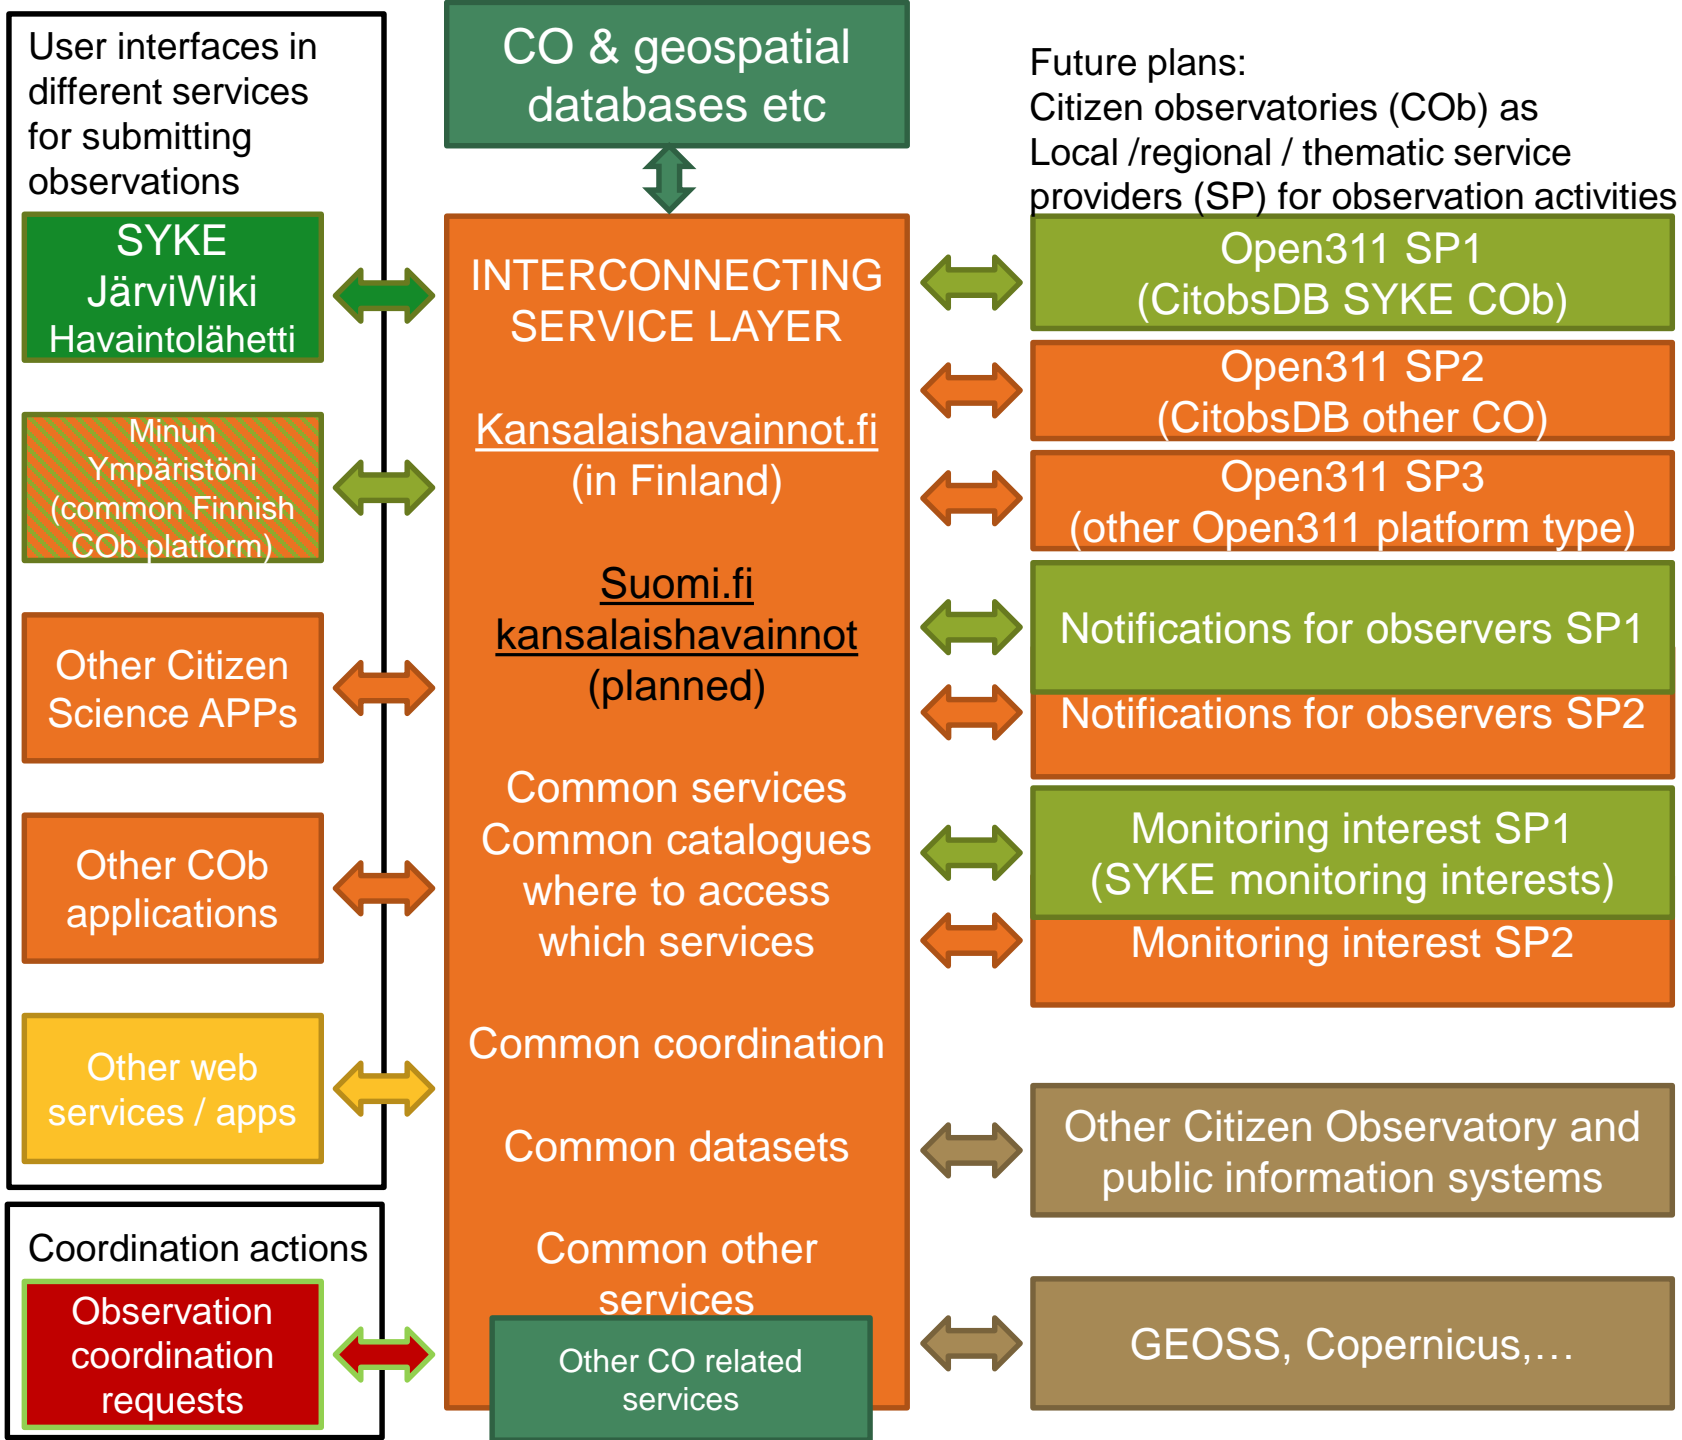 User interfaces in
different services
for submitting
observations
SYKE
JärviWiki
Havaintolähetti
Minun
Ympäristöni
(common Finnish
COb platform)
Other Citizen
Science APPs
Other COb
applications
Other web
services / apps
Coordination actions
Observation
coordination
requests
CO & geospatial
databases etc
INTERCONNECTING
SERVICE LAYER
Kansalaishavainnot.fi
(in Finland)
Suomi.fi
kansalaishavainnot
(planned)
Common services
Common catalogues
where to access
which services
Common coordination
Common datasets
Common other
services
Other CO related
services
Future plans:
Citizen observatories (COb) as
Local /regional / thematic service
providers (SP) for observation activities
Open311 SP1
(CitobsDB SYKE COb)
Open311 SP2
(CitobsDB other CO)
Open311 SP3
(other Open311 platform type)
Notifications for observers SP1
Notifications for observers SP2
Monitoring interest SP1
(SYKE monitoring interests)
Monitoring interest SP2
Other Citizen Observatory and
public information systems
GEOSS, Copernicus,…